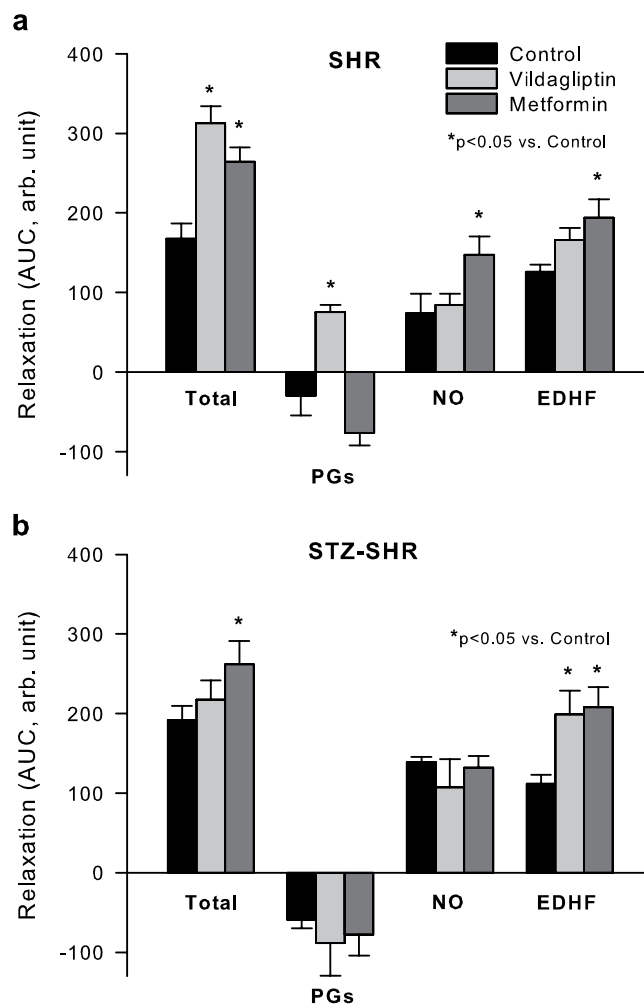 a
SHR
Control
Vildagliptin
Metformin
*p<0.05 vs. Control
Relaxation (AUC, arb. unit)
400
300
200
100
0
-100
*
*
*
*
*
Total
PGs
NO
EDHF
b
STZ-SHR
*p<0.05 vs. Control
Relaxation (AUC, arb. unit)
400
300
200
100
0
-100
*
*
*
Total
PGs
NO
EDHF